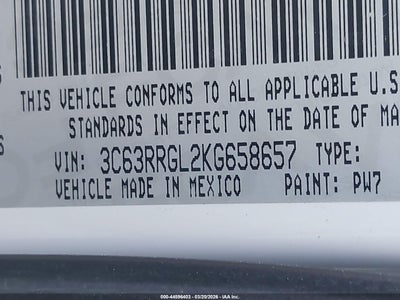 THIS VEHICLE CONFORMS TO ALL APPLICABLE U.S
STANDARDS IN EFFECT ON THE DATE OF MA
VIN: 3C63RRGL2KG658657 TYPE:
VEHICLE MADE IN MEXICO PAINT: PW7
000-44596403 - 03/20/2026 - IAA Inc.